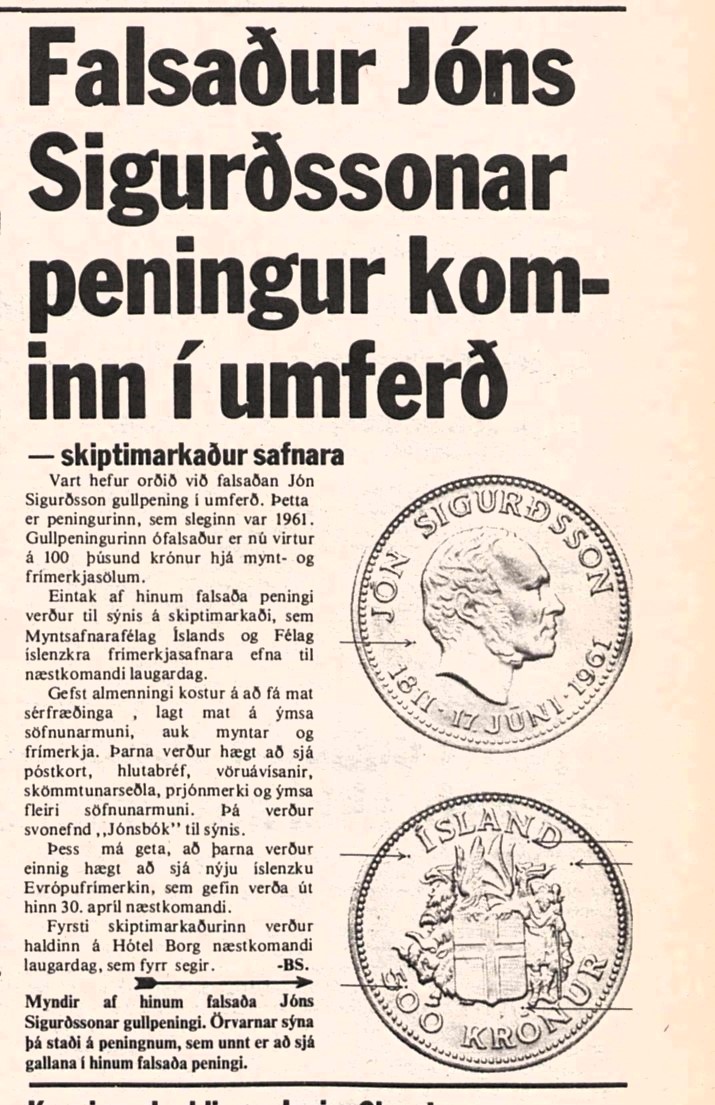 Falsaður Jóns
Sigurðssonar
peningur kom-
inn í umferð
— skiptimarkaður safnara
Vart hefur orðið við falsaðan Jón
Sigurðsson gullpening í umferð. Þetta
er peningurinn, sem sleginn var 1961.
Gullpeningurinn ófalsaður er nú virtur
á 100 þúsund krónur hjá mynt- og
frímerkjasölum.
Eintak af hinum falsaða peningi
verður til sýnis á skiptimarkaði, sem
Myntsafnarafélag Íslands og Félag
íslenzkra frímerkjasafnara efna til
næstkomandi laugardag.
Gefst almenningi kostur á að fá mat
sérfræðinga , lagt mat á ýmsa
söfnunarmuni, auk myntar og
frímerkja. Þarna verður hægt að sjá
póstkort, hlutabréf, vöruávísanir,
skömmtunarseðla, prjónmerki og ýmsa
fleiri söfnunarmuni. Þá verður
svonefnd ,,Jónsbók” til sýnis.
Þess má geta, að þarna verður
einnig hægt að sjá nýju íslenzku
Evrópufrímerkin, sem gefin verða út
hinn 30. apríl næstkomandi.
Fyrsti skiptimarkaðurinn verður
haldinn á Hótel Borg næstkomandi
laugardag, sem fyrr segir. -BS.
Myndir af hinum falsaða Jóns
Sigurðssonar gullpeningi. Örvarnar sýna
þá staði á peningnum, sem unnt er að sjá
gallana í hinum falsaða peningi.
JÓN SIGURÐSSON
1811 · 17 JÚNÍ · 1961
ÍSLAND
500 KRÓNUR